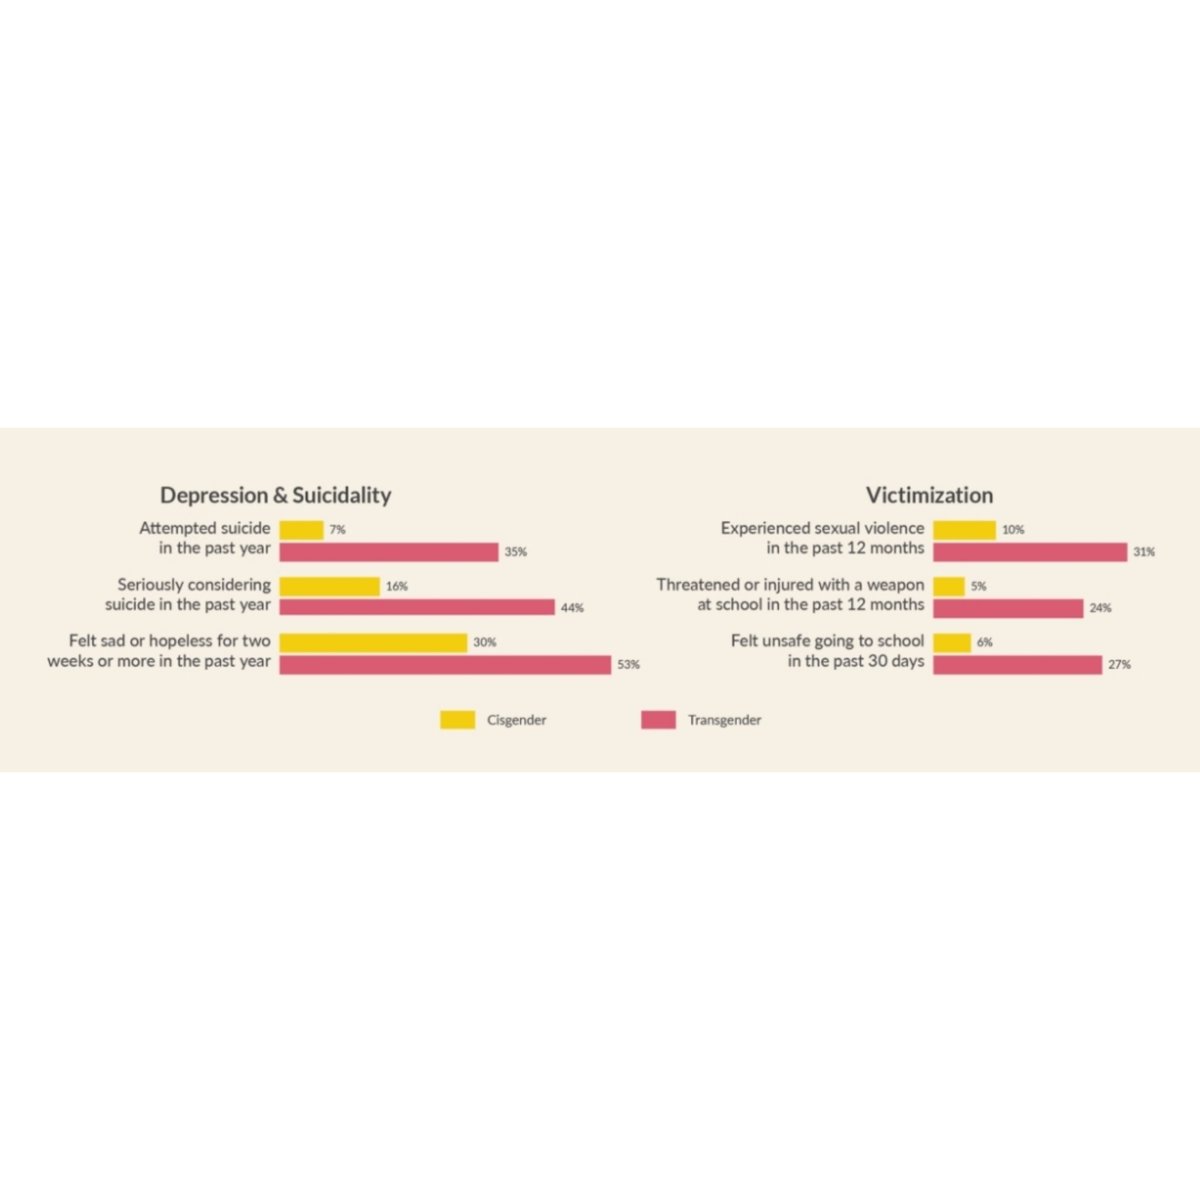 Depression & Suicidality
Attempted suicide
in the past year
7%
35%
Seriously considering
suicide in the past year
16%
44%
Felt sad or hopeless for two
weeks or more in the past year
30%
53%
Victimization
Experienced sexual violence
in the past 12 months
10%
31%
Threatened or injured with a weapon
at school in the past 12 months
5%
24%
Felt unsafe going to school
in the past 30 days
6%
27%
Cisgender
Transgender